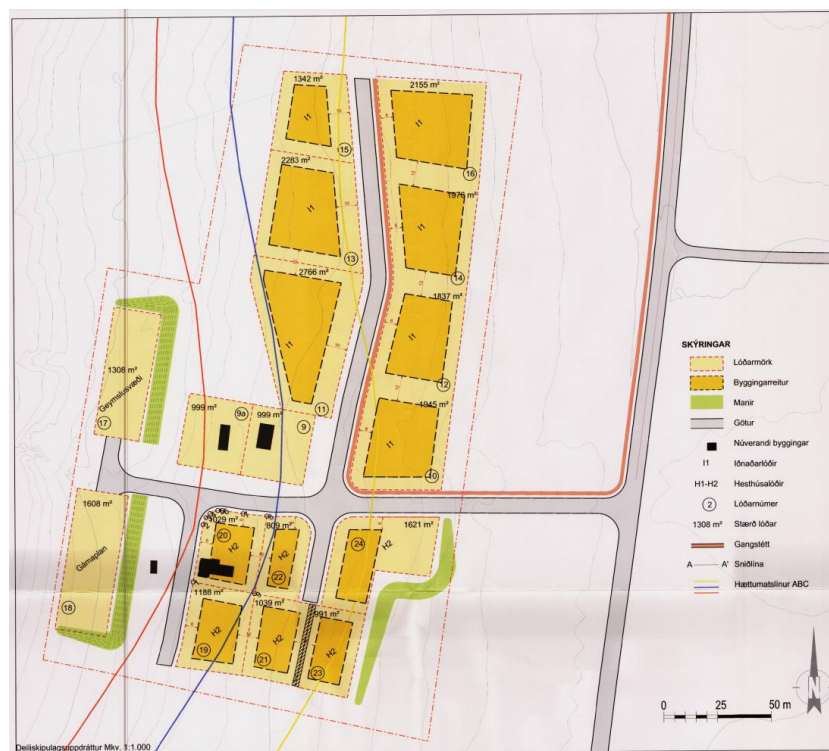 1342 m²
I1
15
2155 m²
I1
16
2283 m²
I1
13
1976 m²
I1
14
2766 m²
I1
11
1837 m²
I1
12
1308 m²
Geymslusvæði
17
999 m²
9a
999 m²
9
1945 m²
I1
10
1608 m²
Gámaplan
18
1029 m²
20
H2
809 m²
H2
22
24
H2
1621 m²
1188 m²
H2
19
1039 m²
H2
21
991 m²
H2
23
SKÝRINGAR
Lóðarmörk
Byggingarreitur
Manir
Götur
Núverandi byggingar
I1 Iðnaðarlóðir
H1-H2 Hesthúsalóðir
2 Lóðarnúmer
1308 m² Stærð lóðar
Gangstétt
A A' Sniðlína
Hættumatslínur ABC
N
0 25 50 m
Deiliskipulagsuppdráttur Mkv. 1:1.000